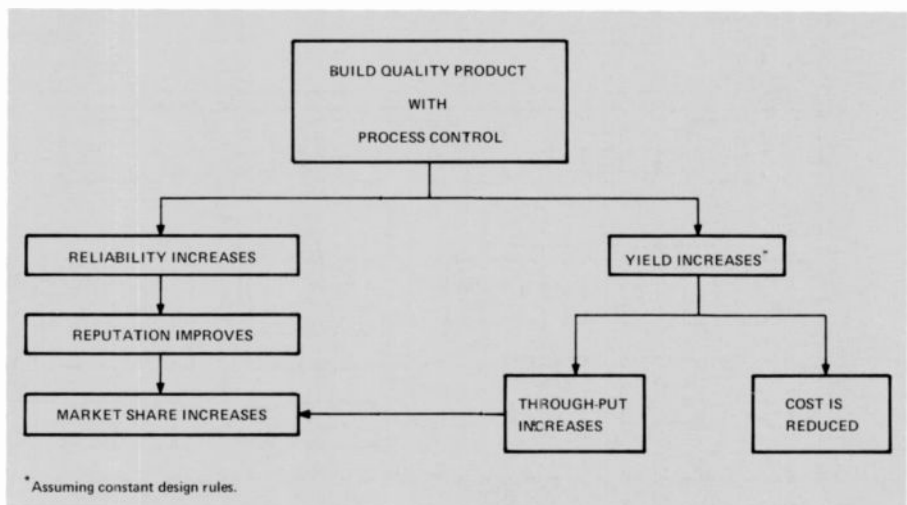 BUILD QUALITY PRODUCT
WITH
PROCESS CONTROL
RELIABILITY INCREASES
YIELD INCREASES*
REPUTATION IMPROVES
MARKET SHARE INCREASES
THROUGH-PUT
INCREASES
COST IS
REDUCED
*Assuming constant design rules.